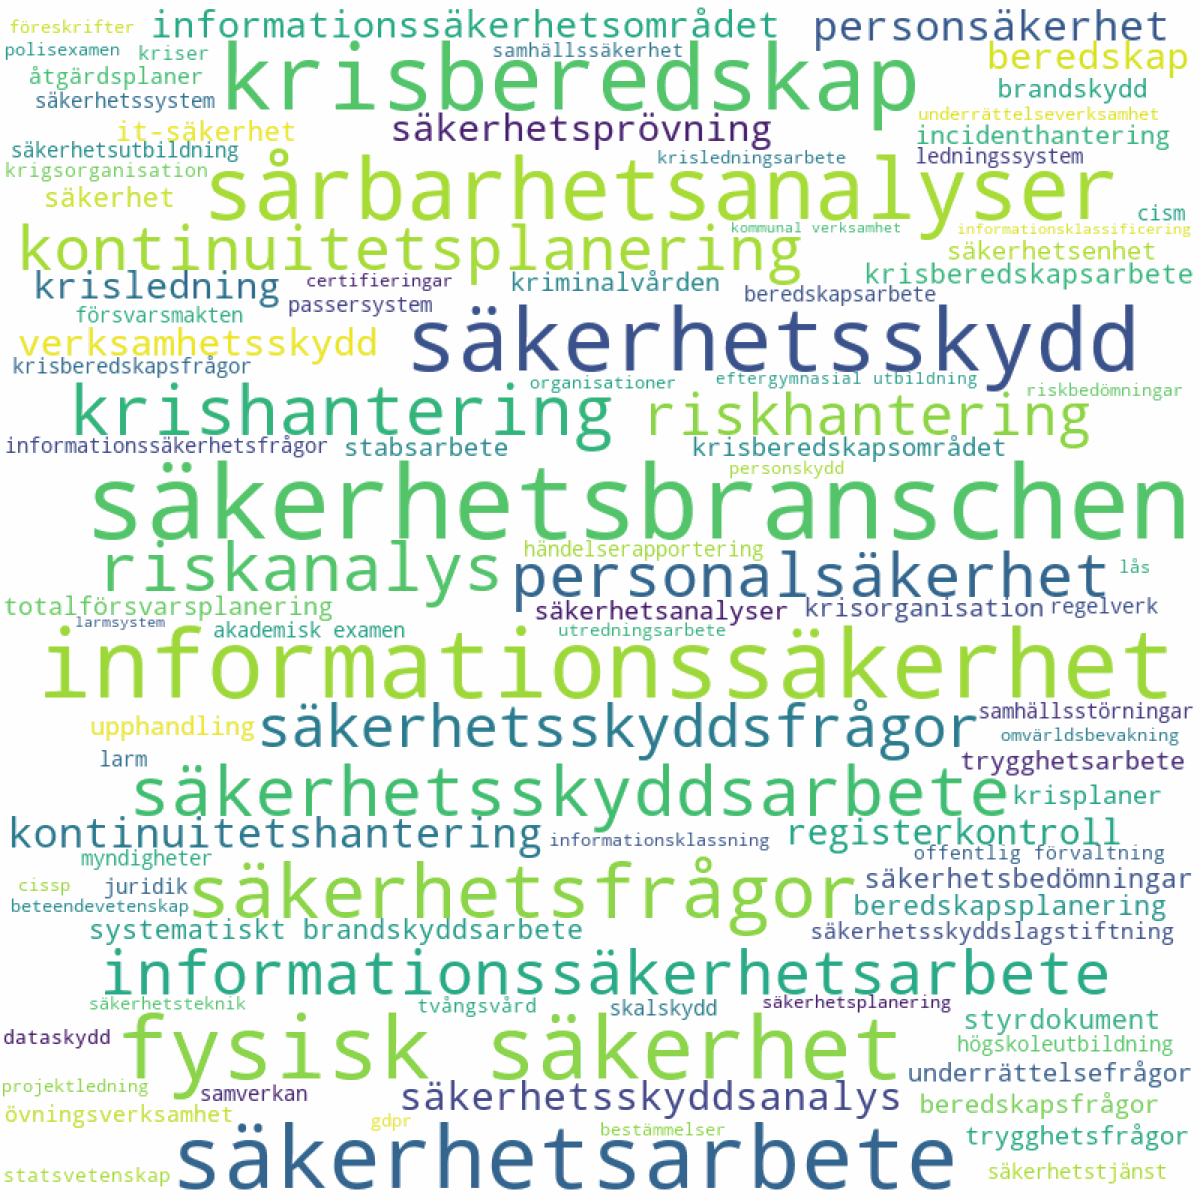 föreskrifter informationssäkerhetsområdet personsäkerhet
polisexamen kriser samhällssäkerhet beredskap
krisberedskap
åtgärdsplaner brandskydd
säkerhetssystem underrättelseverksamhet
it-säkerhet säkerhetsprövning incidenthantering
säkerhetsutbildning krisledningsarbete ledningssystem
krigsorganisation sårbarhetsanalyser
säkerhet cism
kommunal verksamhet informationsklassificering
kontinuitetsplanering säkerhetsenhet
krisledning certifieringar kriminalvården krisberedskapsarbete
passersystem beredskapsarbete
försvarsmakten
verksamhetsskydd säkerhetsskydd
krisberedskapsfrågor
organisationer eftergymnasial utbildning riskbedömningar
krishantering riskhantering
informationssäkerhetsfrågor stabsarbete krisberedskapsområdet
personskydd
säkerhetsbranschen
händelserapportering
riskanalys personalsäkerhet lås
totalförsvarsplanering säkerhetsanalyser krisorganisation regelverk
larmsystem akademisk examen utredningsarbete
informationssäkerhet
upphandling säkerhetsskyddsfrågor samhällsstörningar
omvärldsbevakning
larm trygghetsarbete
säkerhetsskyddsarbete krisplaner
kontinuitetshantering informationsklassning registerkontroll
myndigheter offentlig förvaltning
cissp juridik säkerhetsfrågor säkerhetsbedömningar
beteendevetenskap beredskapsplanering
systematiskt brandskyddsarbete säkerhetsskyddslagstiftning
informationssäkerhetsarbete
säkerhetsteknik tvångsvård skalskydd säkerhetsplanering
styrdokument
dataskydd fysisk säkerhet högskoleutbildning
underrättelsefrågor
projektledning samverkan säkerhetsskyddsanalys
övningsverksamhet gdpr beredskapsfrågor
bestämmelser trygghetsfrågor
säkerhetsarbete
statsvetenskap säkerhetstjänst